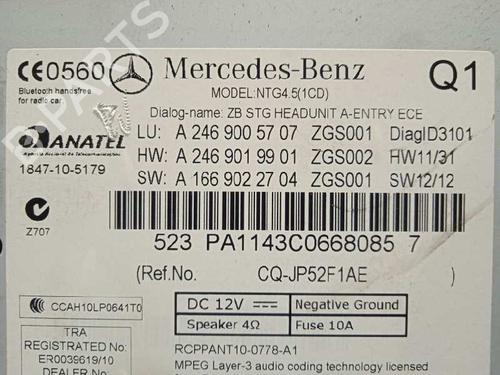 CE0560
Mercedes-Benz
Q1
Bluetooth handsfree
for radio car.
MODEL:NTG4.5(1CD)
Dialog-name: ZB STG HEADUNIT A-ENTRY ECE
ANATEL
Agência Nacional de Telecomunicações
1847-10-5179
LU: A 246 900 57 07 ZGS001 DiagID3101
HW: A 246 901 99 01 ZGS002 HW11/31
SW: A 166 902 27 04 ZGS001 SW12/12
Z707
523 PA1143C0668085 7
(Ref.No. CQ-JP52F1AE )
CCAH10LP0641T0
DC 12V
Negative Ground
Speaker 4Ω
Fuse 10A
TRA
REGISTERED No:
ER0039619/10
DEALER No:
RCPPANT10-0778-A1
MPEG Layer-3 audio coding technology licensed